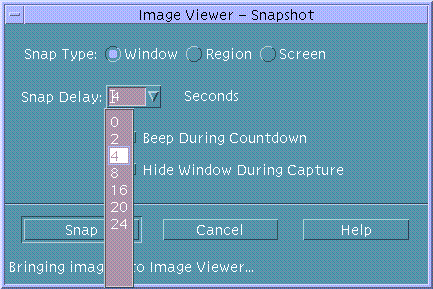 Image Viewer - Snapshot
Snap Type: Window Region Screen
Snap Delay: 4 Seconds
0
2
4
8
16
20
24
Beep During Countdown
Hide Window During Capture
Snap Cancel Help
Bringing imag to Image Viewer...